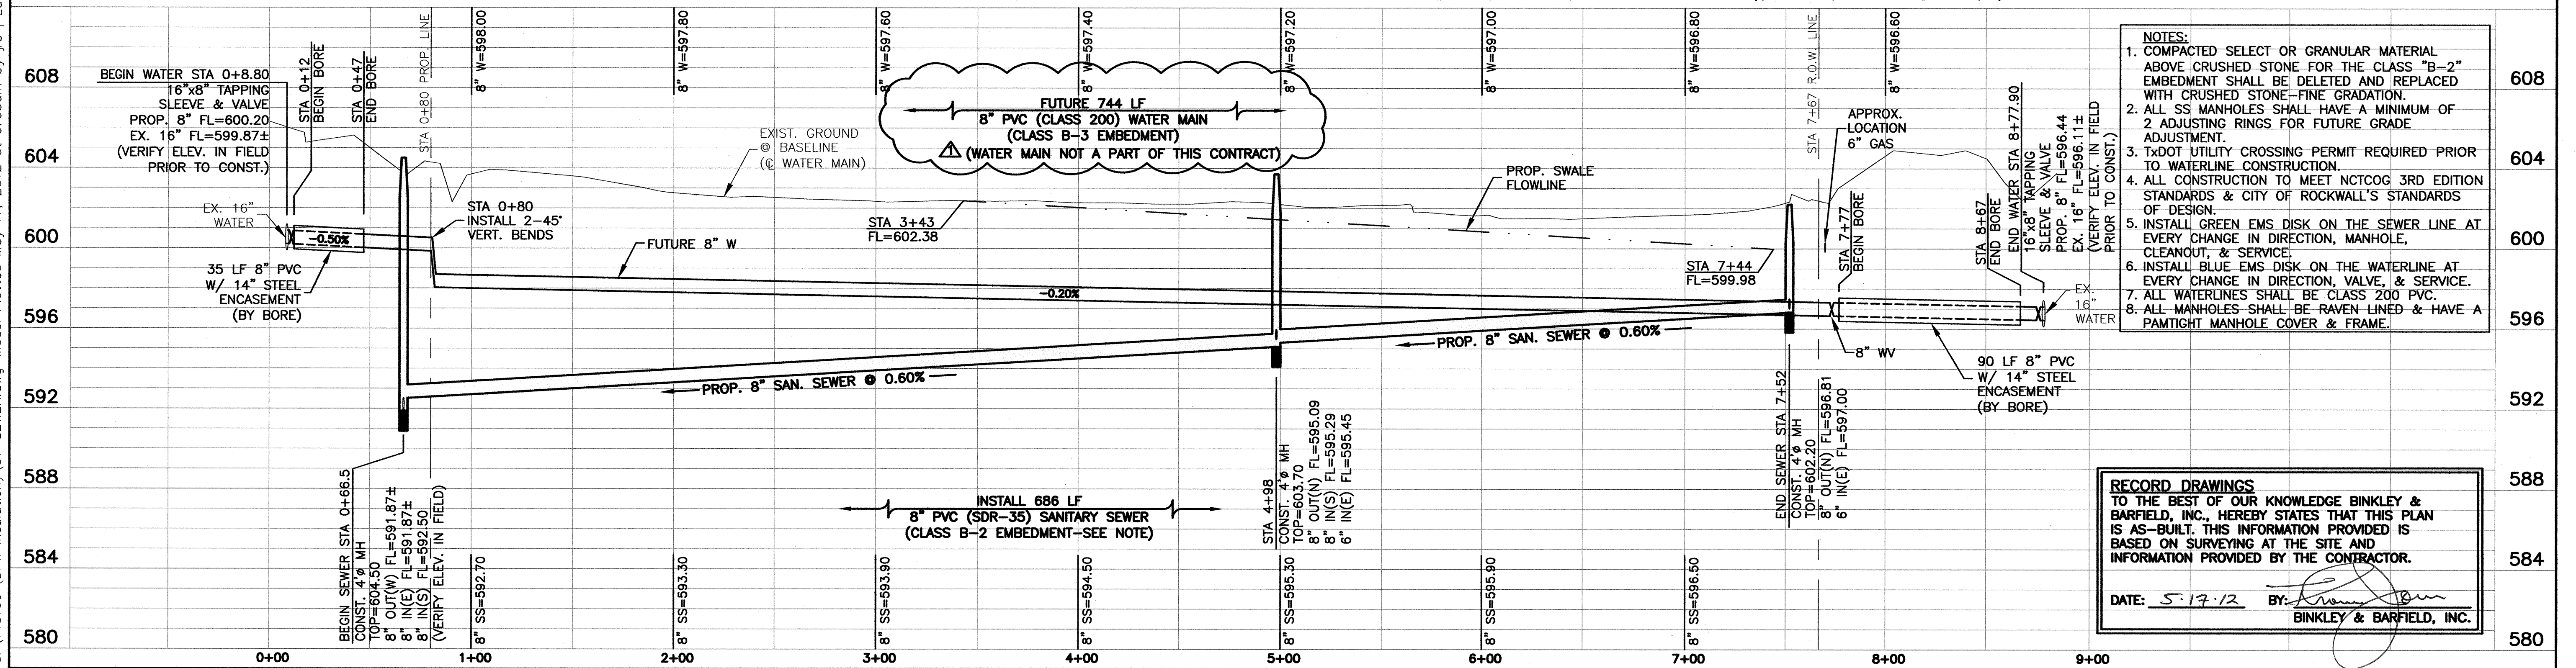 608
604
600
596
592
588
584
580
BEGIN WATER STA 0+8.80
16"x8" TAPPING
SLEEVE & VALVE
PROP. 8" FL=600.20
EX. 16" FL=599.87±
(VERIFY ELEV. IN FIELD
PRIOR TO CONST.)
STA 0+12
BEGIN BORE
STA 0+47
END BORE
STA 0+80 PROP. LINE
8" W=598.00
8" W=597.80
8" W=597.60
8" W=597.40
8" W=597.20
8" W=597.00
8" W=596.80
8" W=596.60
EX. 16"
WATER
-0.50%
35 LF 8" PVC
W/ 14" STEEL
ENCASEMENT
(BY BORE)
STA 0+80
INSTALL 2-45°
VERT. BENDS
FUTURE 8" W
EXIST. GROUND
@ BASELINE
(℄ WATER MAIN)
FUTURE 744 LF
8" PVC (CLASS 200) WATER MAIN
(CLASS B-3 EMBEDMENT)
1 (WATER MAIN NOT A PART OF THIS CONTRACT)
STA 3+43
FL=602.38
PROP. SWALE
FLOWLINE
-0.20%
STA 7+44
FL=599.98
STA 7+67 R.O.W. LINE
APPROX.
LOCATION
6" GAS
STA 7+77
BEGIN BORE
STA 8+67
END BORE
END WATER STA 8+77.90
16"x8" TAPPING
SLEEVE & VALVE
PROP. 8" FL=596.44
EX. 16" FL=596.11±
(VERIFY ELEV. IN FIELD
PRIOR TO CONST.)
EX.
16"
WATER
8" WV
90 LF 8" PVC
W/ 14" STEEL
ENCASEMENT
(BY BORE)
PROP. 8" SAN. SEWER @ 0.60%
PROP. 8" SAN. SEWER @ 0.60%
BEGIN SEWER STA 0+66.5
CONST. 4'ø MH
TOP=604.50
8" OUT(W) FL=591.87±
8" IN(E) FL=591.87±
8" IN(S) FL=592.50
(VERIFY ELEV. IN FIELD)
INSTALL 686 LF
8" PVC (SDR-35) SANITARY SEWER
(CLASS B-2 EMBEDMENT-SEE NOTE)
STA 4+98
CONST. 4'ø MH
TOP=603.70
8" OUT(N) FL=595.09
8" IN(S) FL=595.29
6" IN(E) FL=595.45
END SEWER STA 7+52
CONST. 4'ø MH
TOP=602.20
8" OUT(N) FL=596.81
6" IN(E) FL=597.00
8" SS=592.70
8" SS=593.30
8" SS=593.90
8" SS=594.50
8" SS=595.30
8" SS=595.90
8" SS=596.50
0+00
1+00
2+00
3+00
4+00
5+00
6+00
7+00
8+00
9+00
NOTES:
1. COMPACTED SELECT OR GRANULAR MATERIAL
ABOVE CRUSHED STONE FOR THE CLASS "B-2"
EMBEDMENT SHALL BE DELETED AND REPLACED
WITH CRUSHED STONE-FINE GRADATION.
2. ALL SS MANHOLES SHALL HAVE A MINIMUM OF
2 ADJUSTING RINGS FOR FUTURE GRADE
ADJUSTMENT.
3. TxDOT UTILITY CROSSING PERMIT REQUIRED PRIOR
TO WATERLINE CONSTRUCTION.
4. ALL CONSTRUCTION TO MEET NCTCOG 3RD EDITION
STANDARDS & CITY OF ROCKWALL'S STANDARDS
OF DESIGN.
5. INSTALL GREEN EMS DISK ON THE SEWER LINE AT
EVERY CHANGE IN DIRECTION, MANHOLE,
CLEANOUT, & SERVICE.
6. INSTALL BLUE EMS DISK ON THE WATERLINE AT
EVERY CHANGE IN DIRECTION, VALVE, & SERVICE.
7. ALL WATERLINES SHALL BE CLASS 200 PVC.
8. ALL MANHOLES SHALL BE RAVEN LINED & HAVE A
PAMTIGHT MANHOLE COVER & FRAME.
608
604
600
596
592
588
584
580
RECORD DRAWINGS
TO THE BEST OF OUR KNOWLEDGE BINKLEY &
BARFIELD, INC., HEREBY STATES THAT THIS PLAN
IS AS-BUILT. THIS INFORMATION PROVIDED IS
BASED ON SURVEYING AT THE SITE AND
INFORMATION PROVIDED BY THE CONTRACTOR.
DATE: 5·17·12 BY:
BINKLEY & BARFIELD, INC.